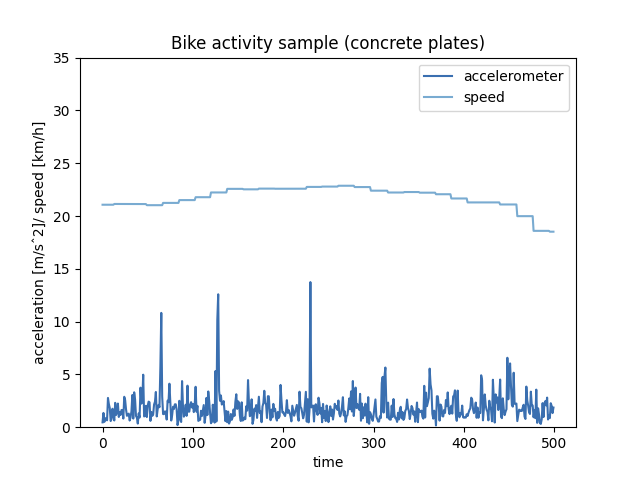 Bike activity sample (concrete plates)
35
30
25
20
15
10
5
0
acceleration [m/sˆ2]/ speed [km/h]
accelerometer
speed
0
100
200
300
400
500
time